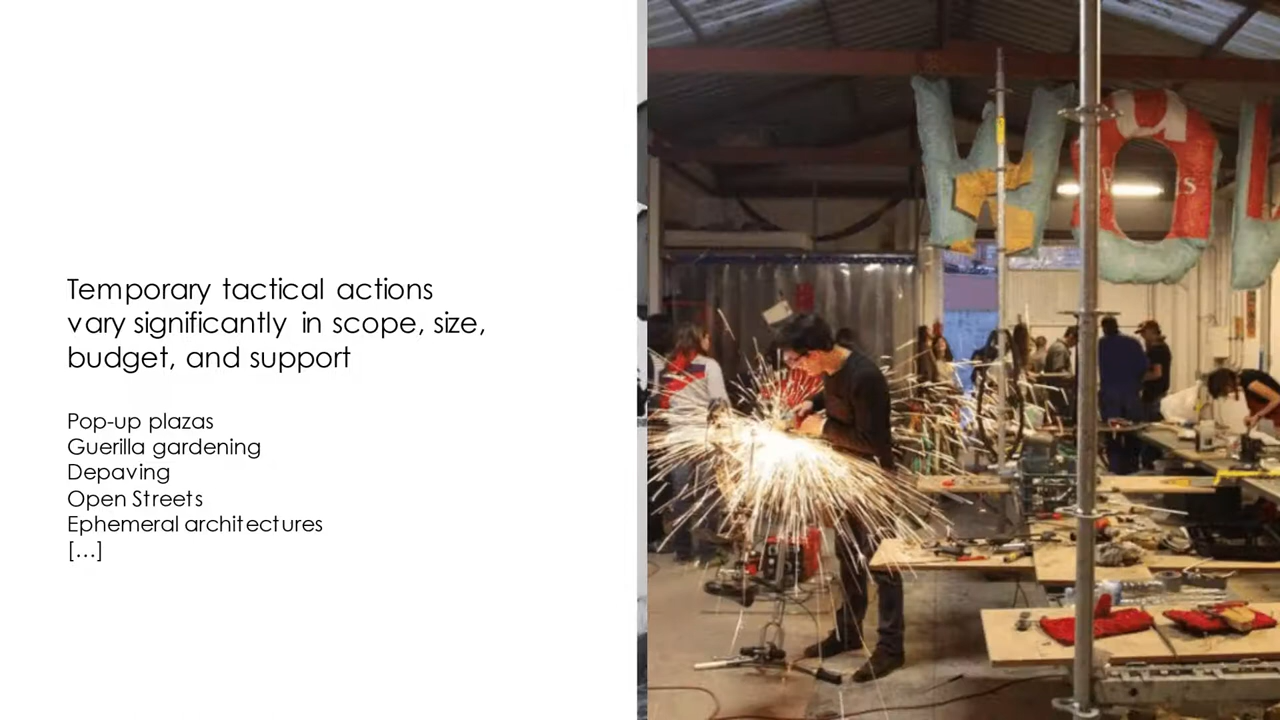 Temporary tactical actions
vary significantly in scope, size,
budget, and support
Pop-up plazas
Guerilla gardening
Depaving
Open Streets
Ephemeral architectures
[...]
WO